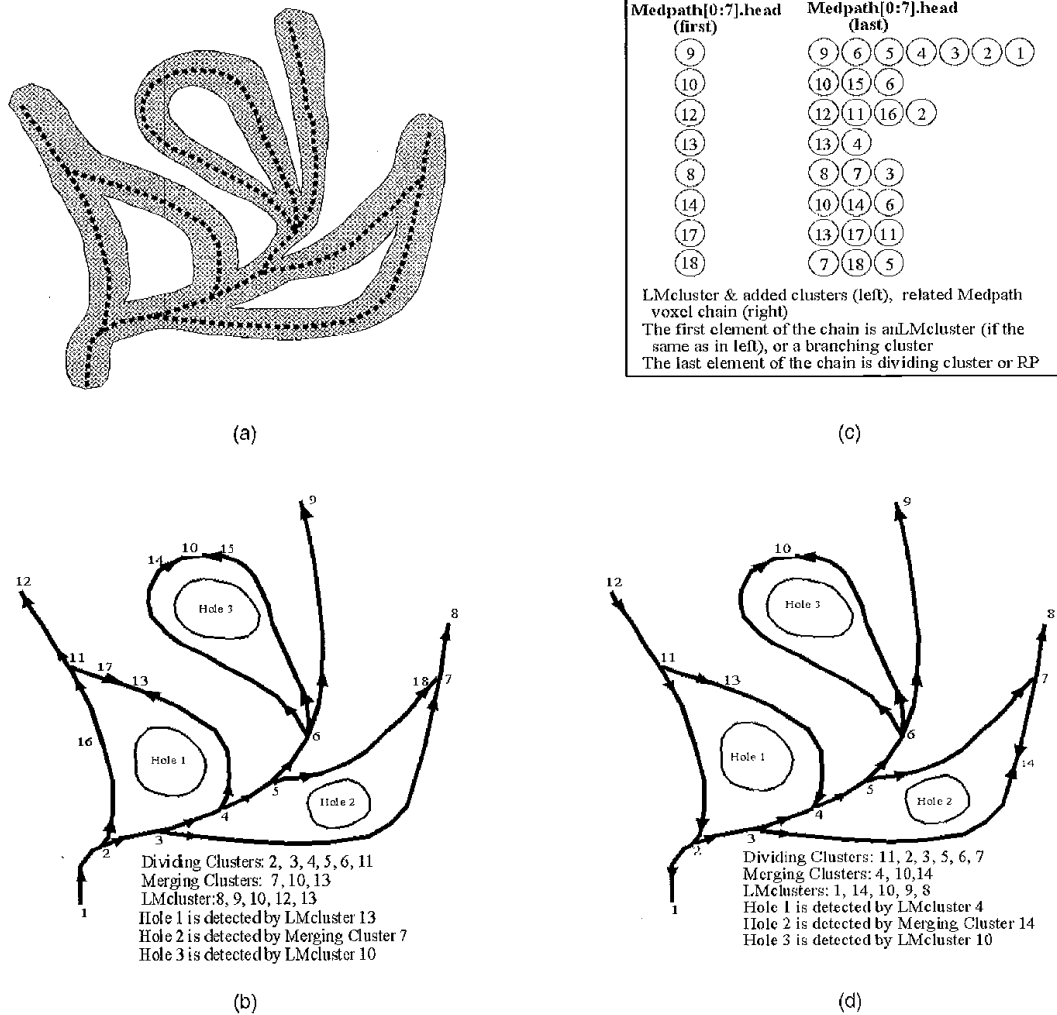 (a)
Medpath[0:7].head Medpath[0:7].head
(first) (last)
9 9 6 5 4 3 2 1
10 10 15 6
12 12 11 16 2
13 13 4
8 8 7 3
14 10 14 6
17 13 17 11
18 7 18 5
LMcluster & added clusters (left), related Medpath
voxel chain (right)
The first element of the chain is anLMcluster (if the
same as in left), or a branching cluster
The last element of the chain is dividing cluster or RP
(c)
9
14 10 15
12
Hole 3
8
11 17 13
18 7
6
16
Hole 1
5
Hole 2
4
2 3
1
Dividing Clusters: 2, 3, 4, 5, 6, 11
Merging Clusters: 7, 10, 13
LMcluster:8, 9, 10, 12, 13
Hole 1 is detected by LMcluster 13
Hole 2 is detected by Merging Cluster 7
Hole 3 is detected by LMcluster 10
(b)
9
10
12
Hole 3
8
11 13
7
6
Hole 1
14
5
Hole 2
4
2 3
1
Dividing Clusters: 11, 2, 3, 5, 6, 7
Merging Clusters: 4, 10,14
LMclusters: 1, 14, 10, 9, 8
Hole 1 is detected by LMcluster 4
Hole 2 is detected by Merging Cluster 14
Hole 3 is detected by LMcluster 10
(d)